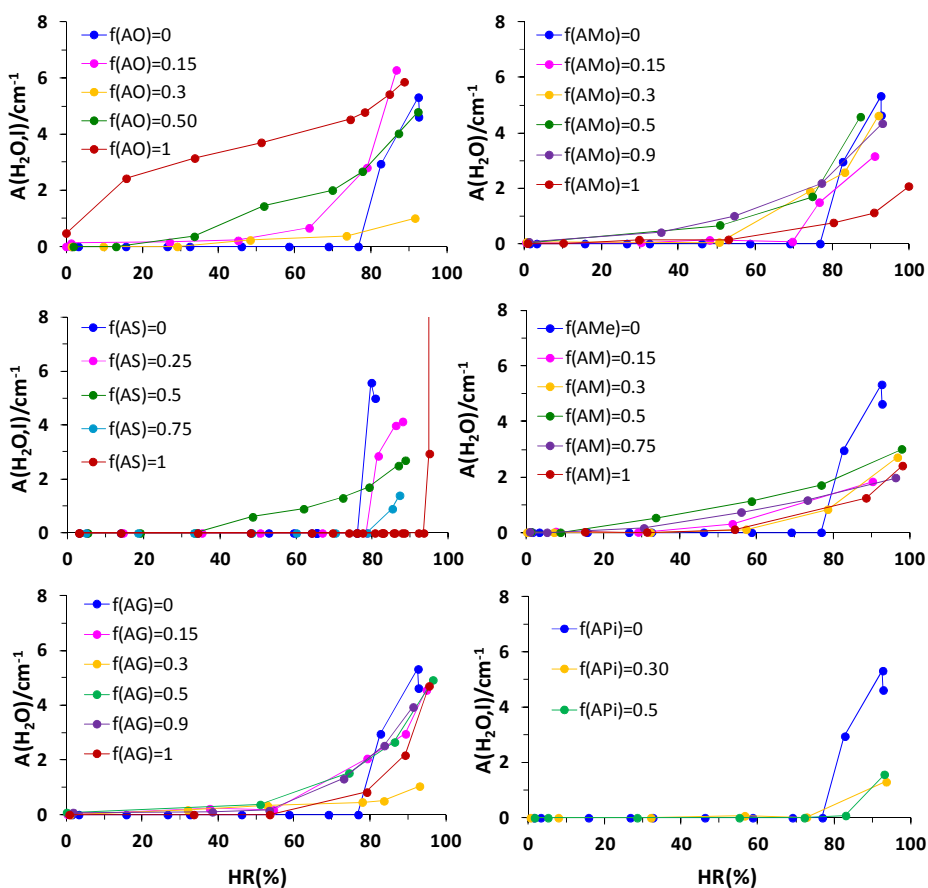 A(H₂O,l)/cm⁻¹
8
6
4
2
0
f(AO)=0
f(AO)=0.15
f(AO)=0.3
f(AO)=0.50
f(AO)=1
0 20 40 60 80 100
A(H₂O)/cm⁻¹
8
6
4
2
0
f(AMo)=0
f(AMo)=0.15
f(AMo)=0.3
f(AMo)=0.5
f(AMo)=0.9
f(AMo)=1
0 20 40 60 80 100
A(H₂O,l)/cm⁻¹
8
6
4
2
0
f(AS)=0
f(AS)=0.25
f(AS)=0.5
f(AS)=0.75
f(AS)=1
0 20 40 60 80 100
A(H₂O)/cm⁻¹
8
6
4
2
0
f(AMe)=0
f(AM)=0.15
f(AM)=0.3
f(AM)=0.5
f(AM)=0.75
f(AM)=1
0 20 40 60 80 100
A(H₂O)/cm⁻¹
8
6
4
2
0
f(AG)=0
f(AG)=0.15
f(AG)=0.3
f(AG)=0.5
f(AG)=0.9
f(AG)=1
0 20 40 60 80 100
HR(%)
A(H₂O,l)/cm⁻¹
8
6
4
2
0
f(APi)=0
f(APi)=0.30
f(APi)=0.5
0 20 40 60 80 100
HR(%)